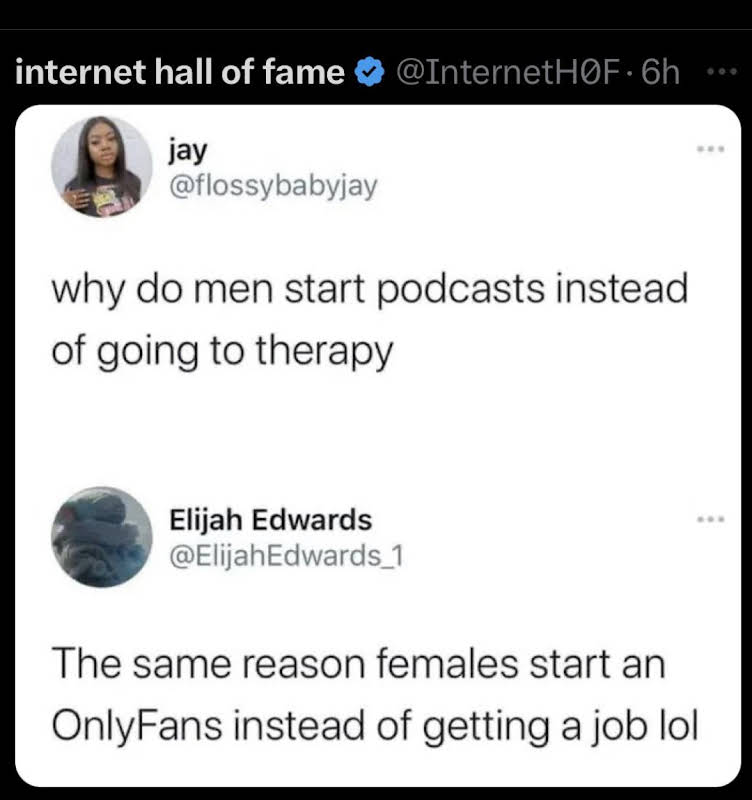 internet hall of fame @InternetHØF · 6h ...
jay
@flossybabyjay
...
why do men start podcasts instead
of going to therapy
Elijah Edwards
@ElijahEdwards_1
...
The same reason females start an
OnlyFans instead of getting a job lol